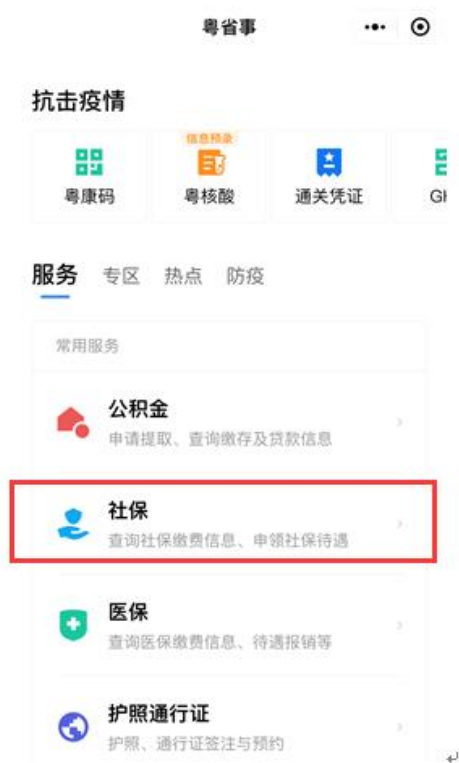 粤省事
抗击疫情
信息预录
粤康码 粤核酸 通关凭证
服务 专区 热点 防疫
常用服务
公积金
申请提取、查询缴存及贷款信息
社保
查询社保缴费信息、申领社保待遇
医保
查询医保缴费信息、待遇报销等
护照通行证
护照、通行证签注与预约